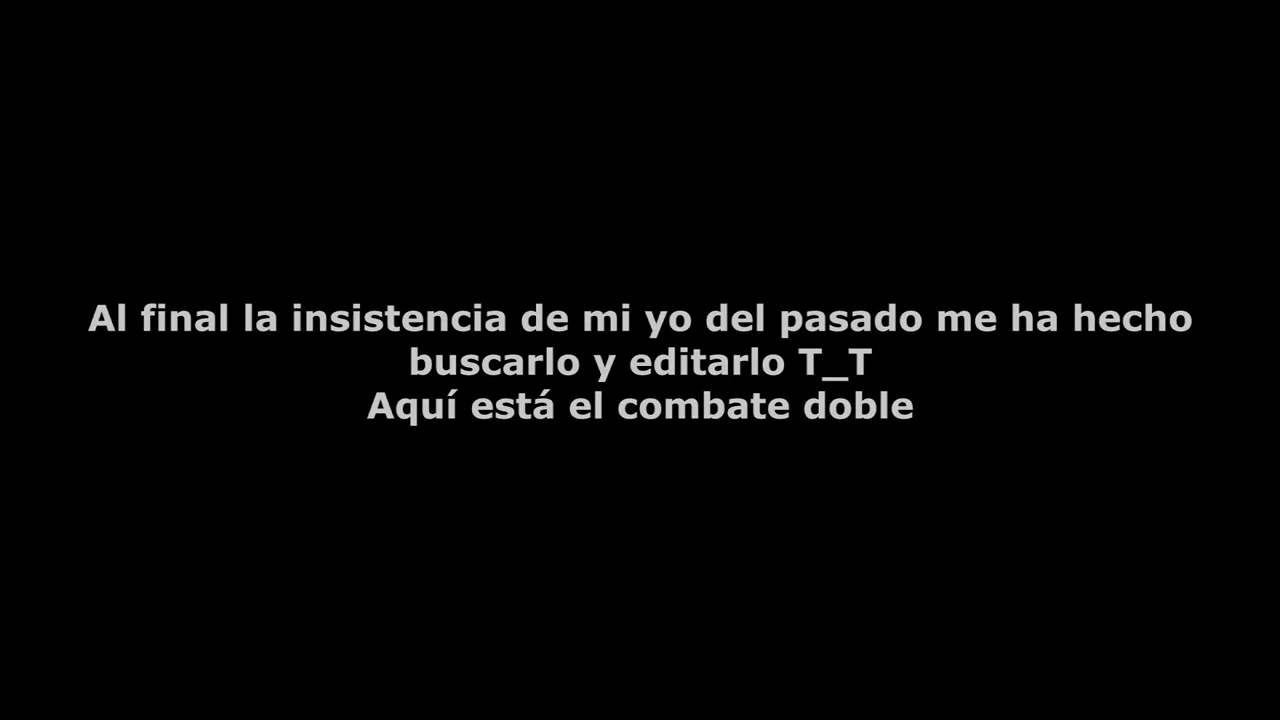 Al final la insistencia de mi yo del pasado me ha hecho
buscarlo y editarlo T_T
Aquí está el combate doble